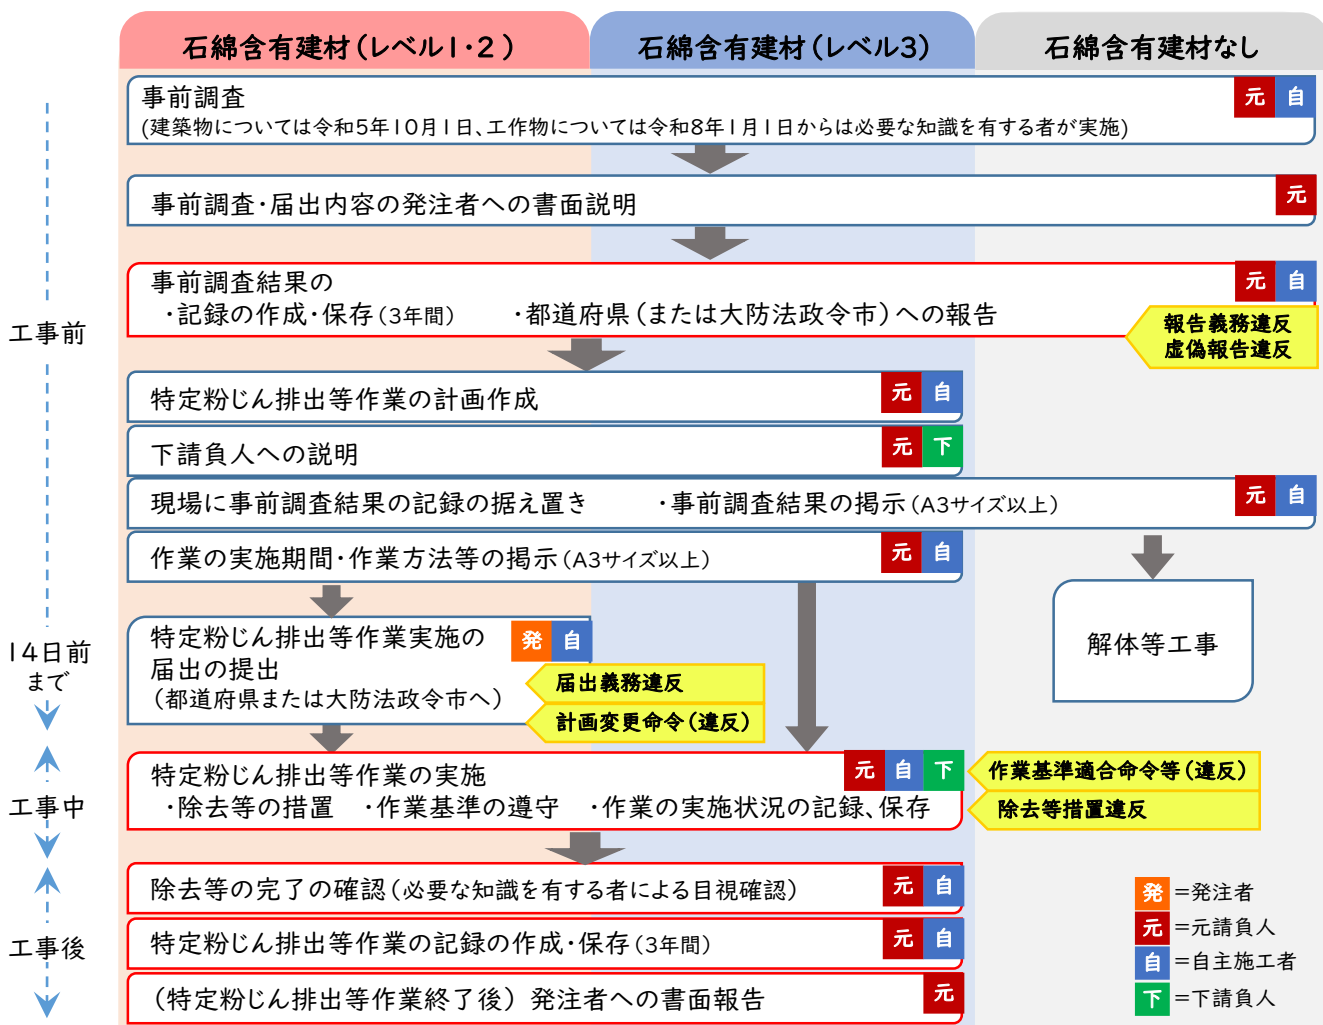 石綿含有建材(レベル1・2)
石綿含有建材(レベル3)
石綿含有建材なし
事前調査
(建築物については令和5年10月1日、工作物については令和8年1月1日からは必要な知識を有する者が実施)
元 自
事前調査・届出内容の発注者への書面説明
元
事前調査結果の
・記録の作成・保存(3年間) ・都道府県(または大防法政令市)への報告
元 自
報告義務違反
虚偽報告違反
工事前
特定粉じん排出等作業の計画作成
元 自
下請負人への説明
元 下
現場に事前調査結果の記録の据え置き ・事前調査結果の掲示(A3サイズ以上)
元 自
作業の実施期間・作業方法等の掲示(A3サイズ以上)
元 自
解体等工事
14日前
まで
特定粉じん排出等作業実施の
届出の提出
(都道府県または大防法政令市へ)
発 自
届出義務違反
計画変更命令(違反)
工事中
特定粉じん排出等作業の実施
・除去等の措置 ・作業基準の遵守 ・作業の実施状況の記録、保存
元 自 下
作業基準適合命令等(違反)
除去等措置違反
工事後
除去等の完了の確認(必要な知識を有する者による目視確認)
元 自
特定粉じん排出等作業の記録の作成・保存(3年間)
元 自
(特定粉じん排出等作業終了後)発注者への書面報告
元
発=発注者
元=元請負人
自=自主施工者
下=下請負人